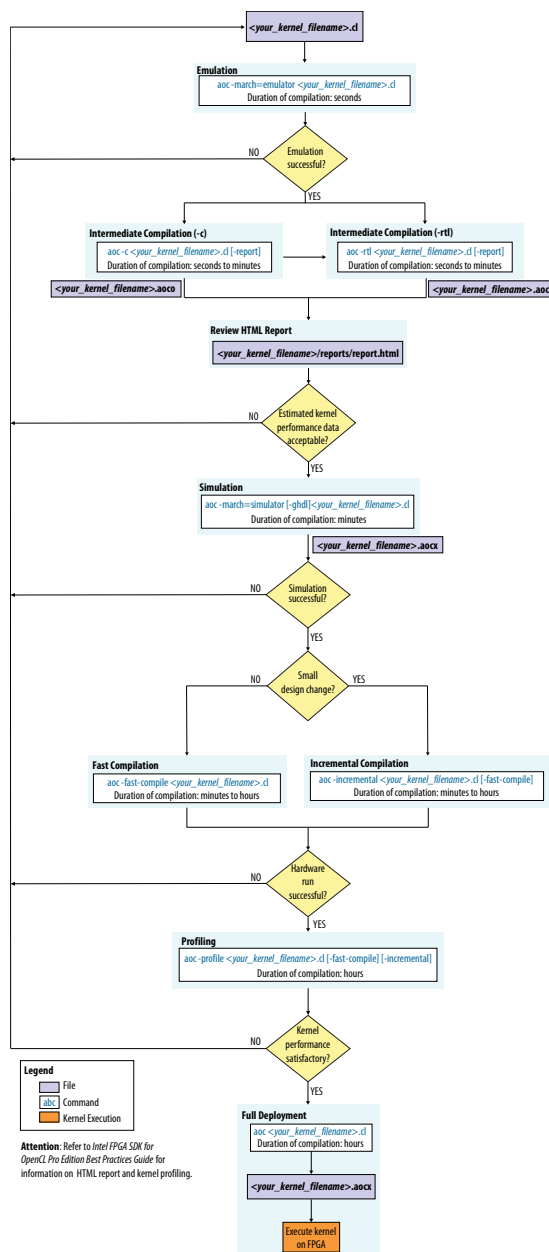 <your_kernel_filename>.cl
Emulation
aoc -march=emulator <your_kernel_filename>.cl
Duration of compilation: seconds
Emulation
successful?
NO
YES
Intermediate Compilation (-c)
aoc -c <your_kernel_filename>.cl [-report]
Duration of compilation: seconds to minutes
<your_kernel_filename>.aoco
Intermediate Compilation (-rtl)
aoc -rtl <your_kernel_filename>.cl [-report]
Duration of compilation: seconds to minutes
<your_kernel_filename>.aoc
Review HTML Report
<your_kernel_filename>/reports/report.html
Estimated kernel
performance data
acceptable?
NO
YES
Simulation
aoc -march=simulator [-ghdl]<your_kernel_filename>.cl
Duration of compilation: minutes
<your_kernel_filename>.aocx
Simulation
successful?
NO
YES
Small
design change?
NO
YES
Fast Compilation
aoc -fast-compile <your_kernel_filename>.cl
Duration of compilation: minutes to hours
Incremental Compilation
aoc -incremental <your_kernel_filename>.cl [-fast-compile]
Duration of compilation: minutes to hours
Hardware
run
successful?
NO
YES
Profiling
aoc -profile <your_kernel_filename>.cl [-fast-compile] [-incremental]
Duration of compilation: hours
Kernel
performance
satisfactory?
NO
YES
Full Deployment
aoc <your_kernel_filename>.cl
Duration of compilation: hours
<your_kernel_filename>.aocx
Execute kernel
on FPGA
Legend
File
abc Command
Kernel Execution
Attention: Refer to Intel FPGA SDK for
OpenCL Pro Edition Best Practices Guide for
information on HTML report and kernel profiling.